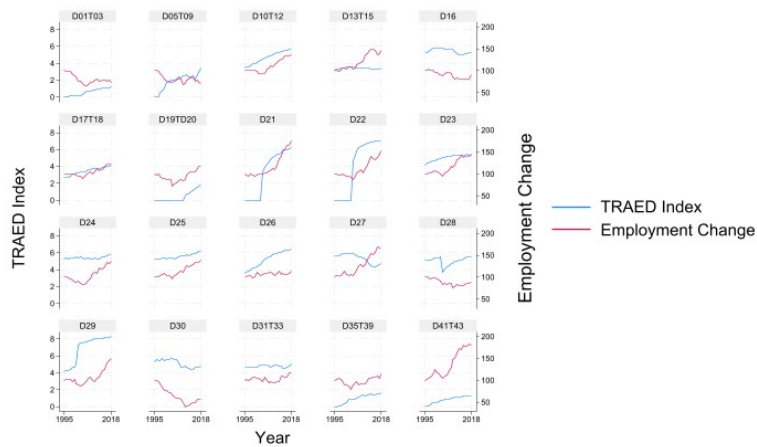 D01T03 D05T09 D10T12 D13T15 D16
8 6 4 2 0
200 150 100 50
D17T18 D19TD20 D21 D22 D23
8 6 4 2 0
200 150 100 50
TRAED Index
Employment Change
TRAED Index
Employment Change
D24 D25 D26 D27 D28
8 6 4 2 0
200 150 100 50
D29 D30 D31T33 D35T39 D41T43
8 6 4 2 0
200 150 100 50
1995 2018 1995 2018 1995 2018 1995 2018 1995 2018
Year